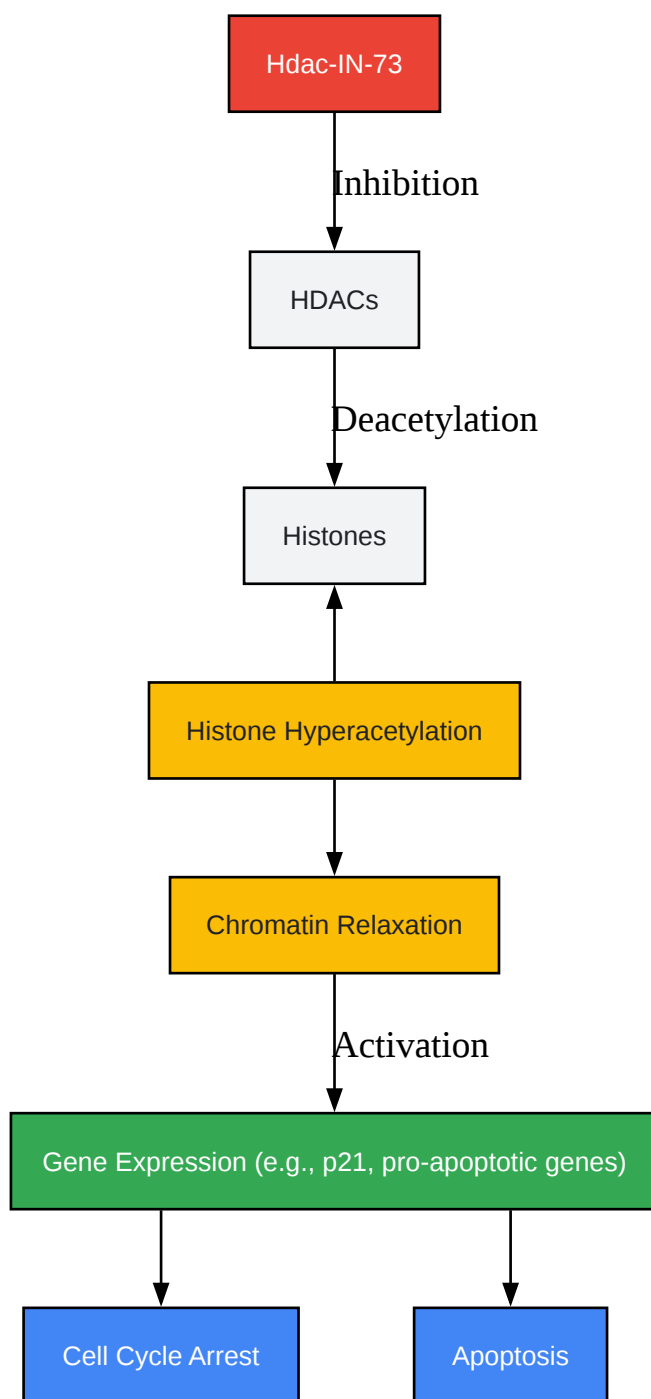 Hdac-IN-73
Inhibition
HDACs
Deacetylation
Histones
Histone Hyperacetylation
Chromatin Relaxation
Activation
Gene Expression (e.g., p21, pro-apoptotic genes)
Cell Cycle Arrest
Apoptosis